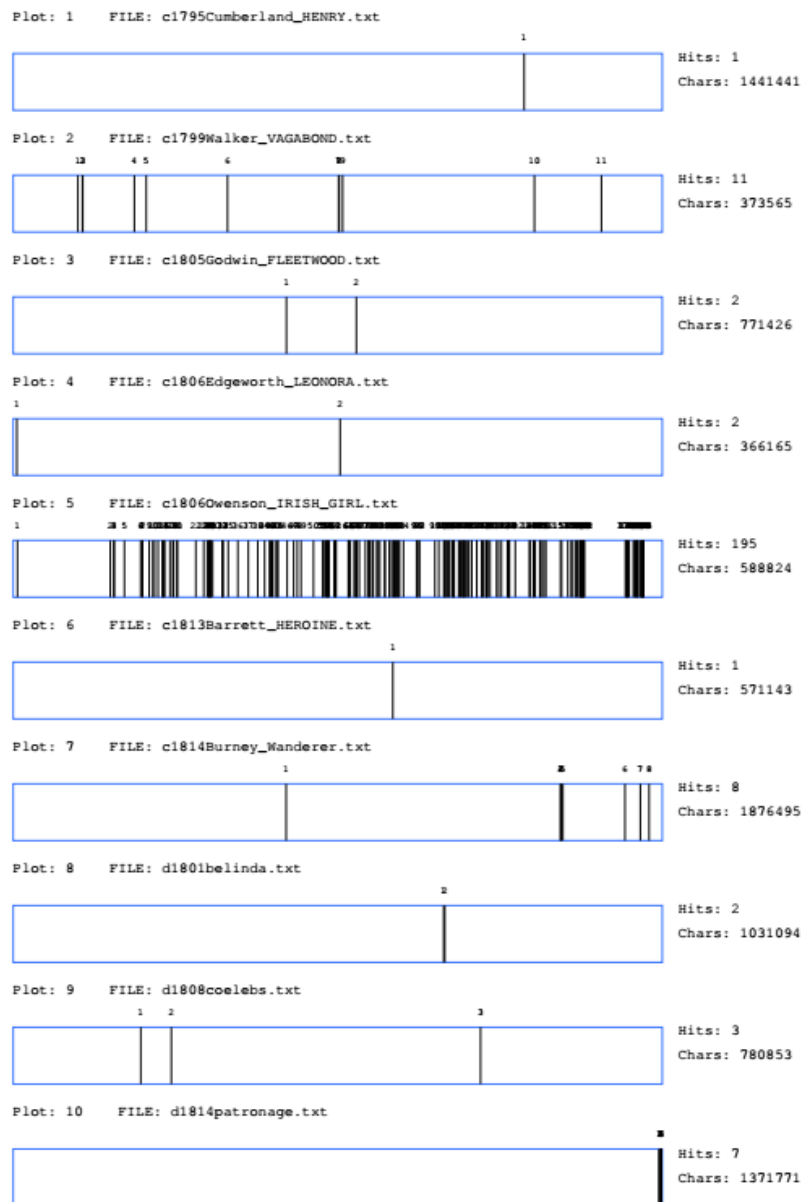 Plot: 1 FILE: c1795Cumberland_HENRY.txt
1
Hits: 1
Chars: 1441441
Plot: 2 FILE: c1799Walker_VAGABOND.txt
4 5 6 10 11
Hits: 11
Chars: 373565
Plot: 3 FILE: c1805Godwin_FLEETWOOD.txt
1 2
Hits: 2
Chars: 771426
Plot: 4 FILE: c1806Edgeworth_LEONORA.txt
1 2
Hits: 2
Chars: 366165
Plot: 5 FILE: c1806Owenson_IRISH_GIRL.txt
1 5
Hits: 195
Chars: 588824
Plot: 6 FILE: c1813Barrett_HEROINE.txt
1
Hits: 1
Chars: 571143
Plot: 7 FILE: c1814Burney_Wanderer.txt
1 6 7 8
Hits: 8
Chars: 1876495
Plot: 8 FILE: d1801belinda.txt
Hits: 2
Chars: 1031094
Plot: 9 FILE: d1808coelebs.txt
1 2 3
Hits: 3
Chars: 780853
Plot: 10 FILE: d1814patronage.txt
Hits: 7
Chars: 1371771